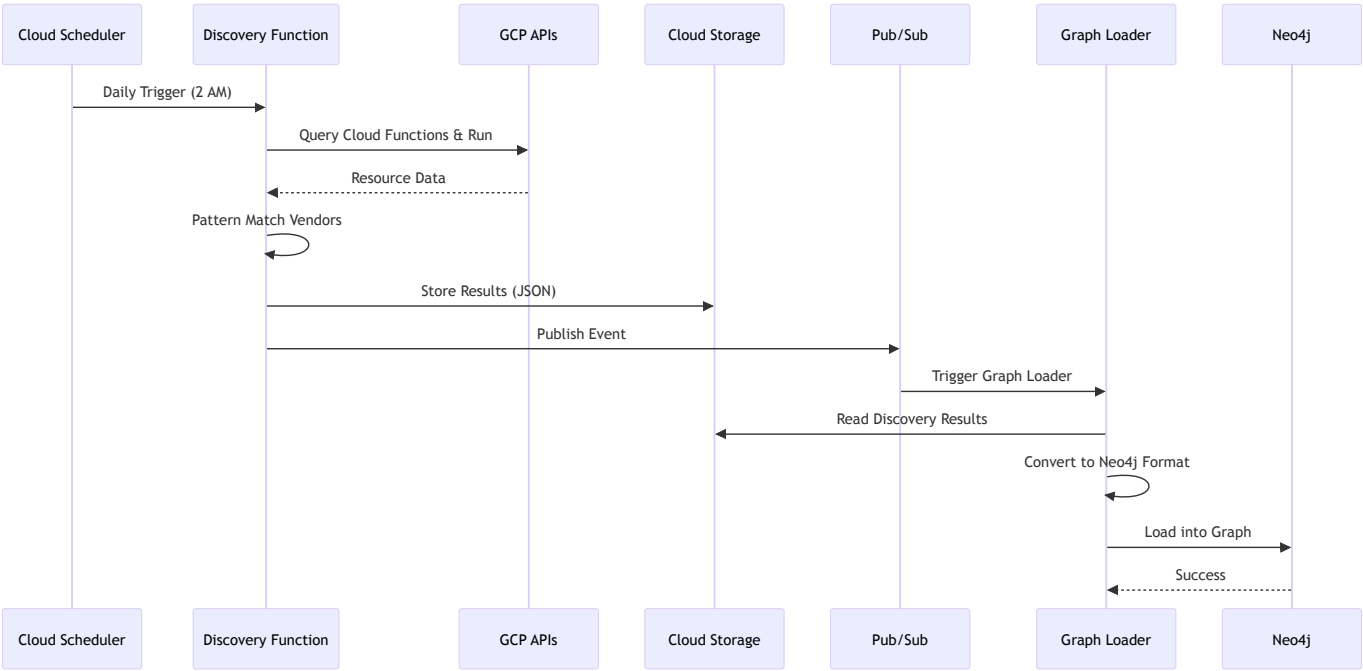 Cloud Scheduler
Discovery Function
GCP APIs
Cloud Storage
Pub/Sub
Graph Loader
Neo4j
Daily Trigger (2 AM)
Query Cloud Functions & Run
Resource Data
Pattern Match Vendors
Store Results (JSON)
Publish Event
Trigger Graph Loader
Read Discovery Results
Convert to Neo4j Format
Load into Graph
Success
Cloud Scheduler
Discovery Function
GCP APIs
Cloud Storage
Pub/Sub
Graph Loader
Neo4j